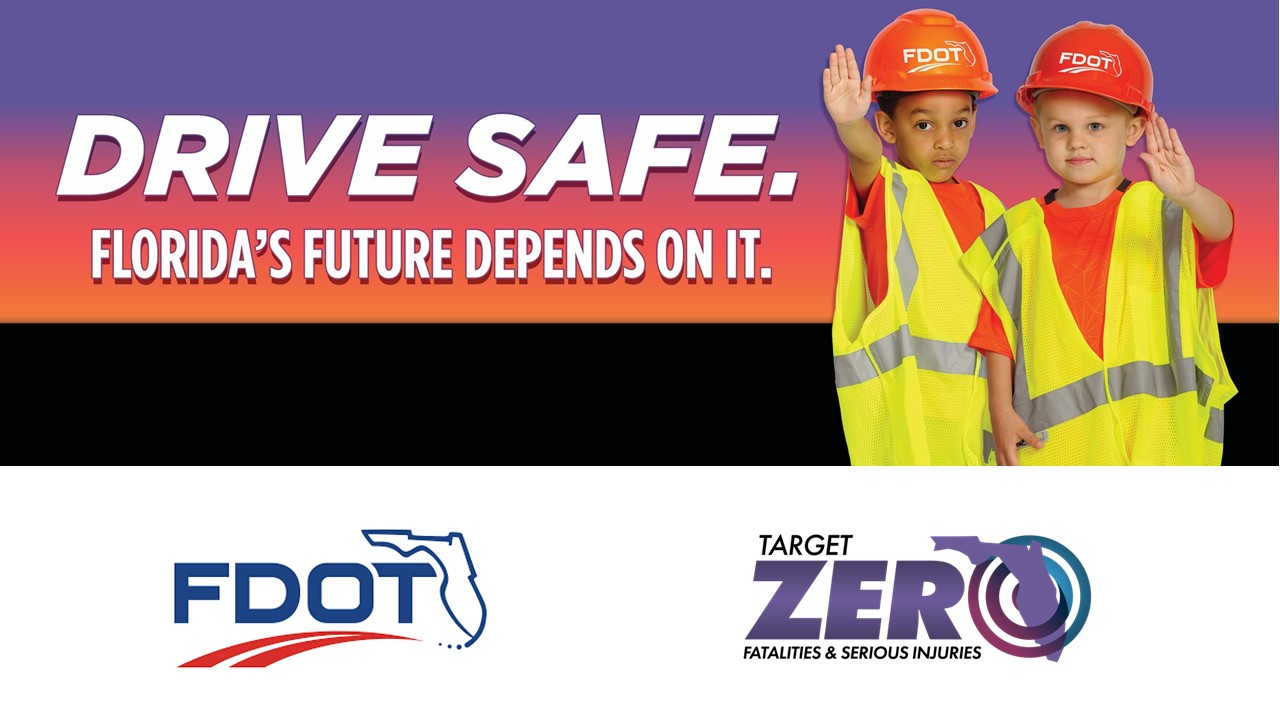 DRIVE SAFE.
FLORIDA'S FUTURE DEPENDS ON IT.
FDOT
FDOT
FDOT
TARGET
ZERO
FATALITIES & SERIOUS INJURIES